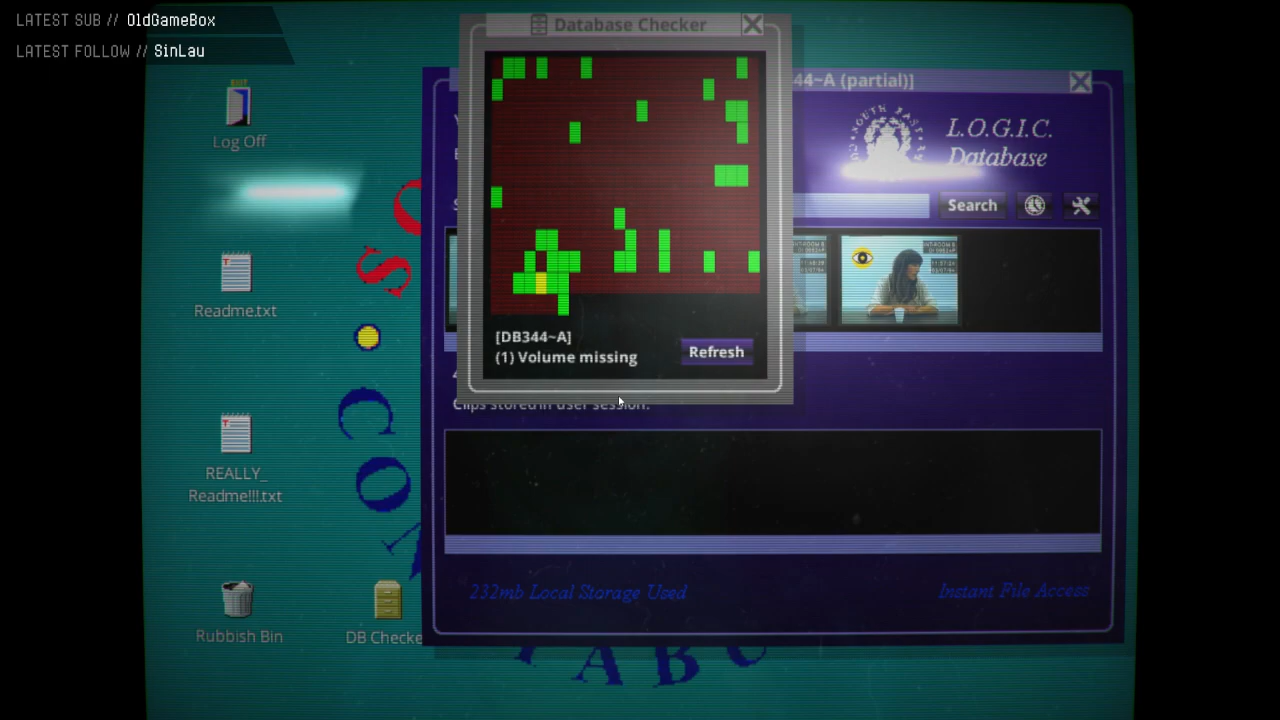 LATEST SUB // OldGameBox
LATEST FOLLOW // SinLau
Database Checker
44~A (partial)]
Log Off
L.O.G.I.C.
Database
Search
Readme.txt
[DB344~A]
(1) Volume missing
Refresh
Clips stored in user session.
REALLY_
Readme!!!.txt
232mb Local Storage Used
Instant File Access
Rubbish Bin
DB Checke